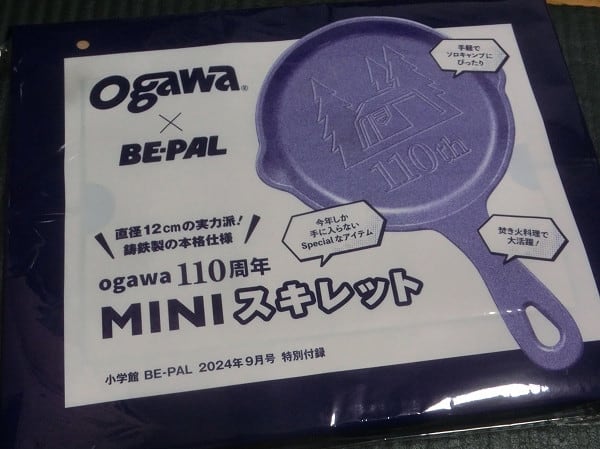 ogawa®
×
BE-PAL
直径12cmの実力派!
鋳鉄製の本格仕様
ogawa 110周年
MINIスキレット
小学館 BE-PAL 2024年9月号 特別付録
手軽で
ソロキャンプに
ぴったり
110th
今年しか
手に入らない
Specialなアイテム
焚き火料理で
大活躍!